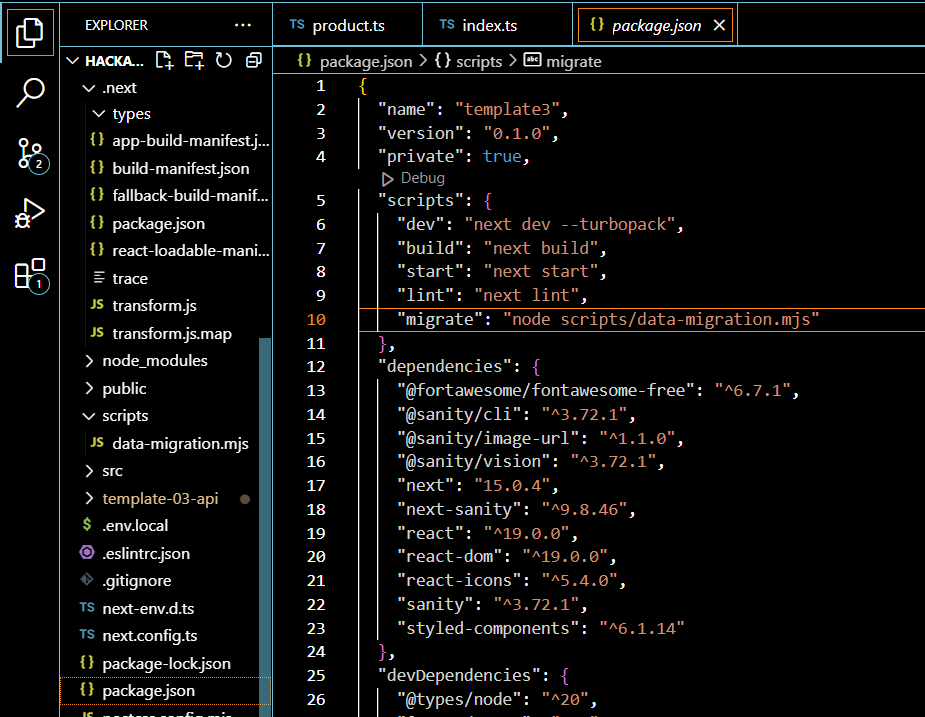 EXPLORER ...
TS product.ts
TS index.ts
{} package.json
HACKA...
{} package.json > {} scripts > abc migrate
.next
types
{} app-build-manifest.j...
{} build-manifest.json
{} fallback-build-manif...
{} package.json
{} react-loadable-mani...
trace
JS transform.js
JS transform.js.map
node_modules
public
scripts
JS data-migration.mjs
src
template-03-api
$ .env.local
.eslintrc.json
.gitignore
TS next-env.d.ts
TS next.config.ts
{} package-lock.json
{} package.json
2
1
1 {
2 "name": "template3",
3 "version": "0.1.0",
4 "private": true,
Debug
5 "scripts": {
6 "dev": "next dev --turbopack",
7 "build": "next build",
8 "start": "next start",
9 "lint": "next lint",
10 "migrate": "node scripts/data-migration.mjs"
11 },
12 "dependencies": {
13 "@fortawesome/fontawesome-free": "^6.7.1",
14 "@sanity/cli": "^3.72.1",
15 "@sanity/image-url": "^1.1.0",
16 "@sanity/vision": "^3.72.1",
17 "next": "15.0.4",
18 "next-sanity": "^9.8.46",
19 "react": "^19.0.0",
20 "react-dom": "^19.0.0",
21 "react-icons": "^5.4.0",
22 "sanity": "^3.72.1",
23 "styled-components": "^6.1.14"
24 },
25 "devDependencies": {
26 "@types/node": "^20",